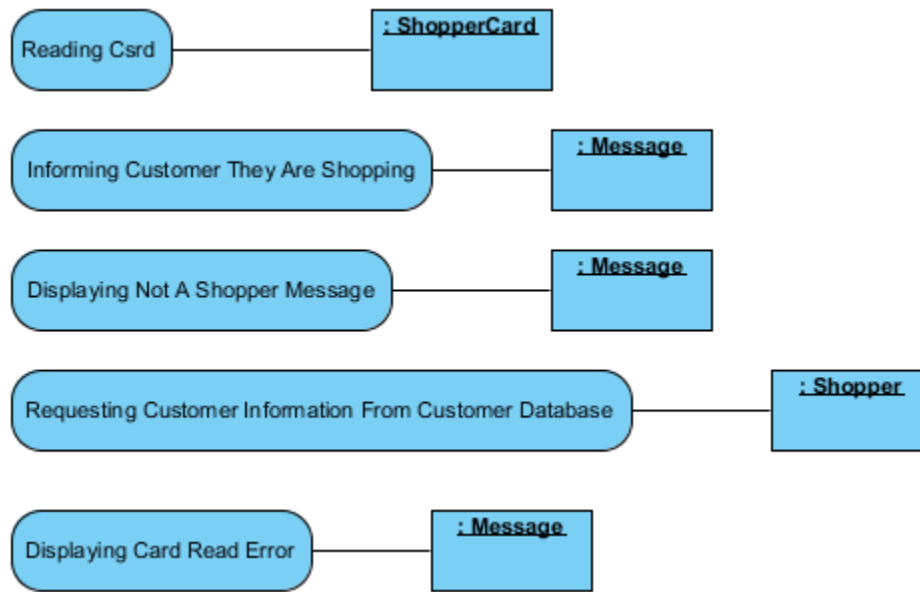 Reading Csrd
: ShopperCard
Informing Customer They Are Shopping
: Message
Displaying Not A Shopper Message
: Message
Requesting Customer Information From Customer Database
: Shopper
Displaying Card Read Error
: Message